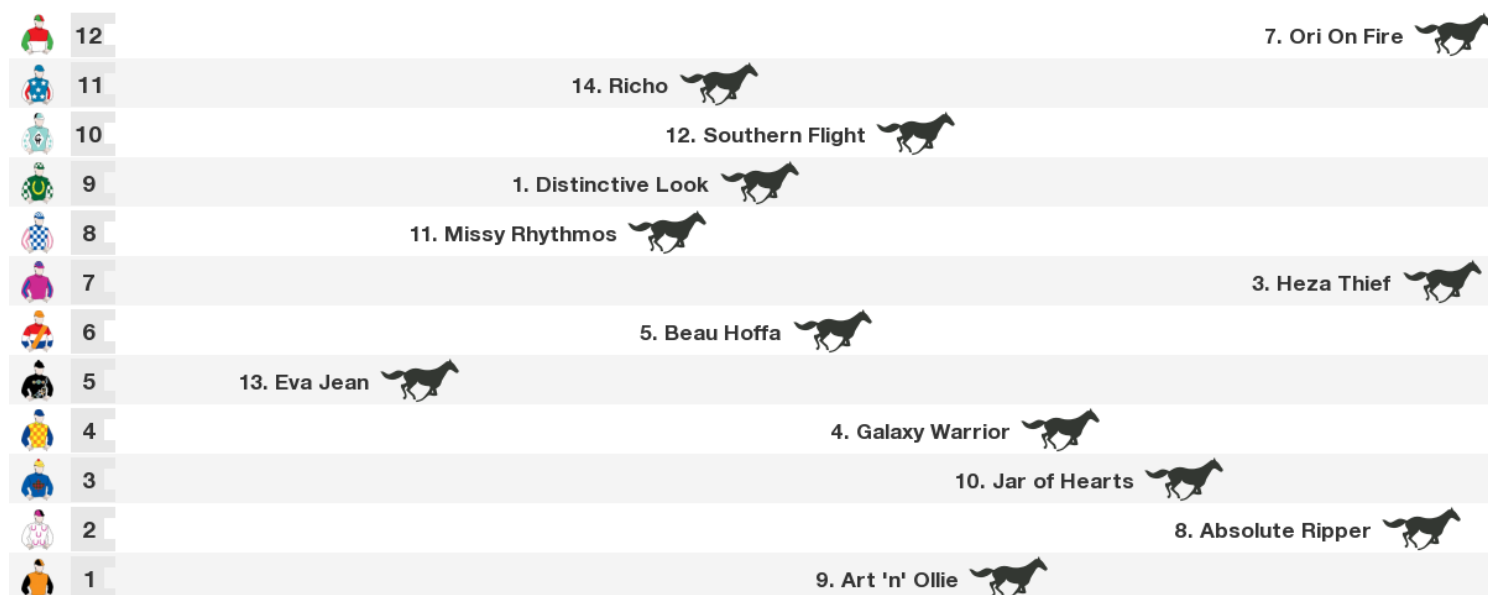 12 7. Ori On Fire
11 14. Richo
10 12. Southern Flight
9 1. Distinctive Look
8 11. Missy Rhythmos
7 3. Heza Thief
6 5. Beau Hoffa
5 13. Eva Jean
4 4. Galaxy Warrior
3 10. Jar of Hearts
2 8. Absolute Ripper
1 9. Art 'n' Ollie